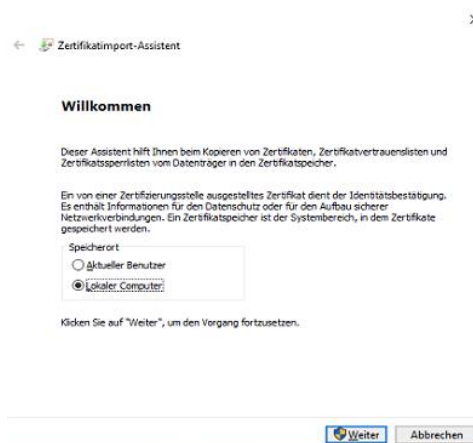 Zertifikatimport-Assistent
Willkommen
Dieser Assistent hilft Ihnen beim Kopieren von Zertifikaten, Zertifikatvertrauenslisten und
Zertifikatssperrlisten vom Datenträger in den Zertifikatspeicher.
Ein von einer Zertifizierungsstelle ausgestelltes Zertifikat dient der Identitätsbestätigung.
Es enthält Informationen für den Datenschutz oder für den Aufbau sicherer
Netzwerkverbindungen. Ein Zertifikatspeicher ist der Systembereich, in dem Zertifikate
gespeichert werden.
Speicherort
Aktueller Benutzer
Lokaler Computer
Klicken Sie auf "Weiter", um den Vorgang fortzusetzen.
Weiter Abbrechen